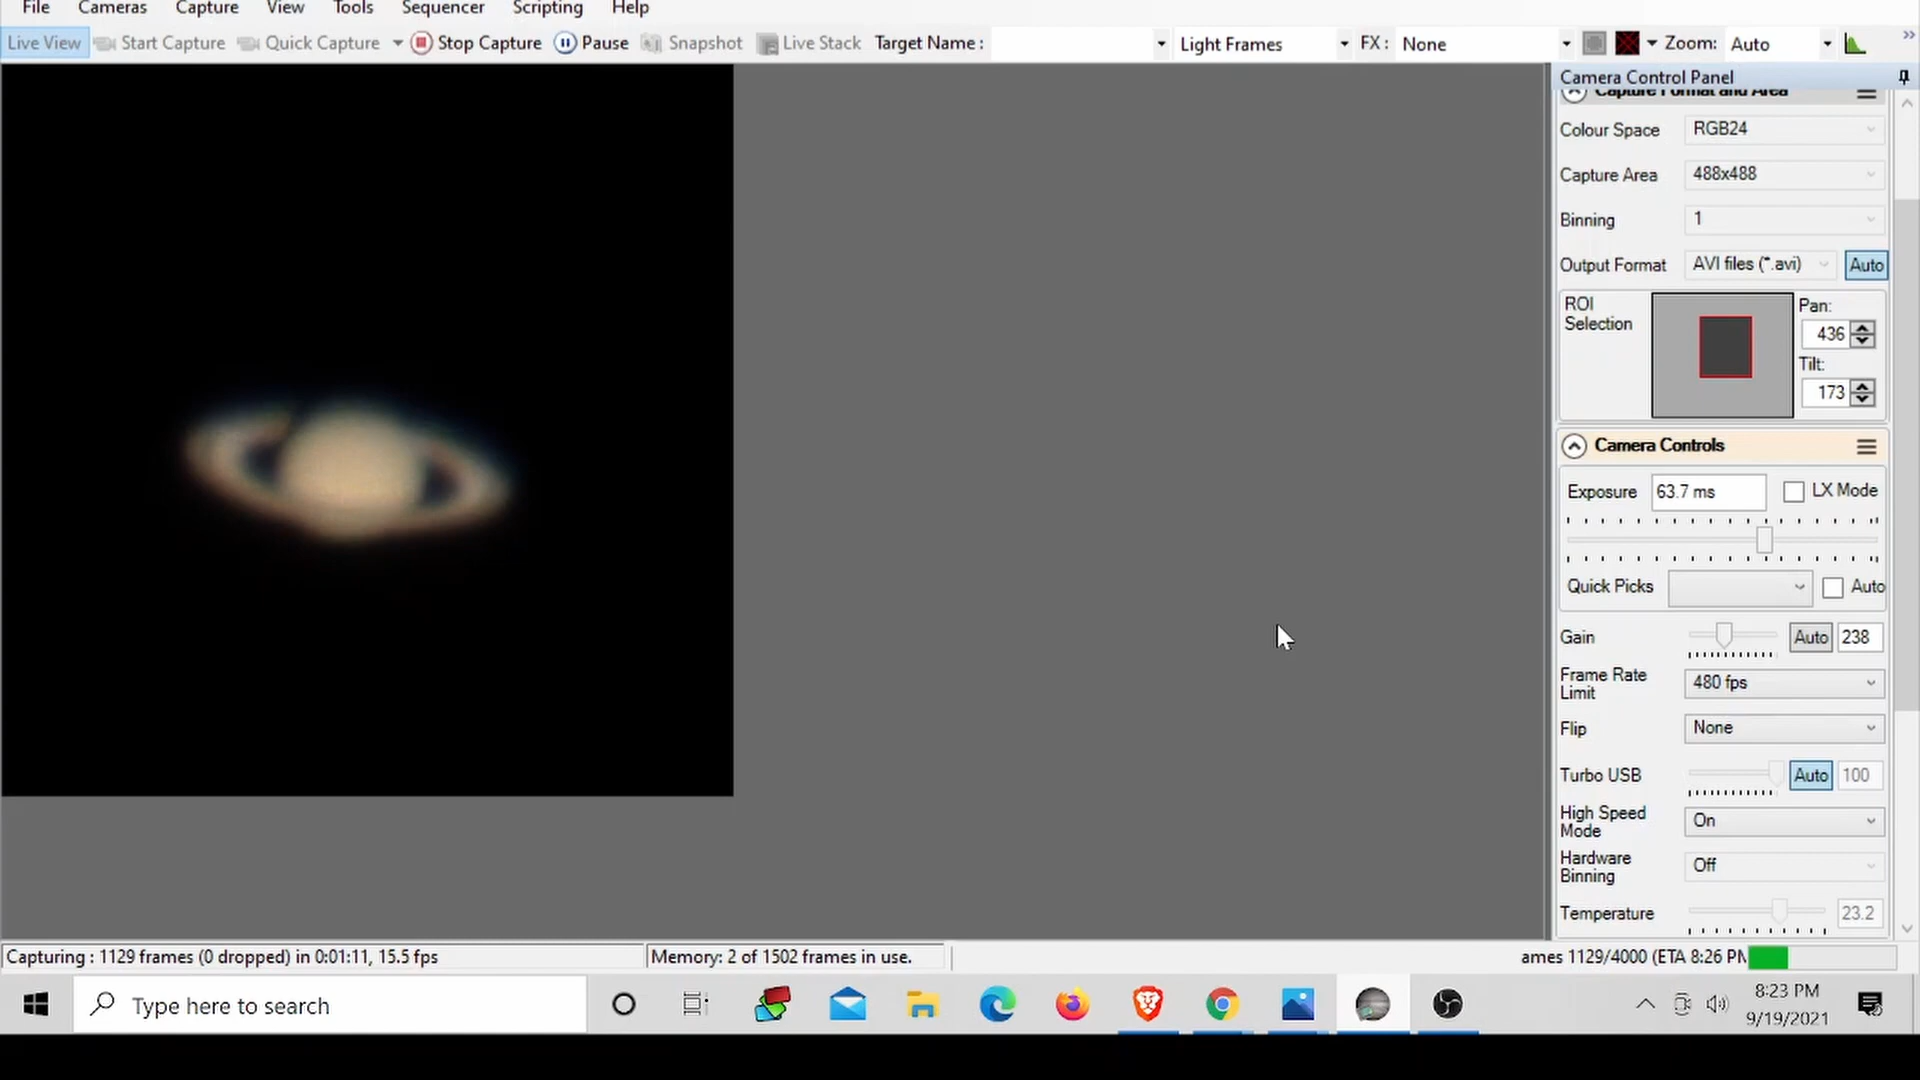 File Cameras Capture View Tools Sequencer Scripting Help
Live View Start Capture Quick Capture Stop Capture Pause Snapshot Live Stack Target Name : Light Frames FX : None Zoom: Auto »
Camera Control Panel
Capture Format and Area
Colour Space RGB24
Capture Area 488x488
Binning 1
Output Format AVI files (*.avi) Auto
ROI Selection
Pan:
436
Tilt:
173
Camera Controls
Exposure 63.7 ms LX Mode
Quick Picks Auto
Gain Auto 238
Frame Rate Limit 480 fps
Flip None
Turbo USB Auto 100
High Speed Mode On
Hardware Binning Off
Temperature 23.2
Capturing : 1129 frames (0 dropped) in 0:01:11, 15.5 fps Memory: 2 of 1502 frames in use. ames 1129/4000 (ETA 8:26 PM
Type here to search
8:23 PM
9/19/2021